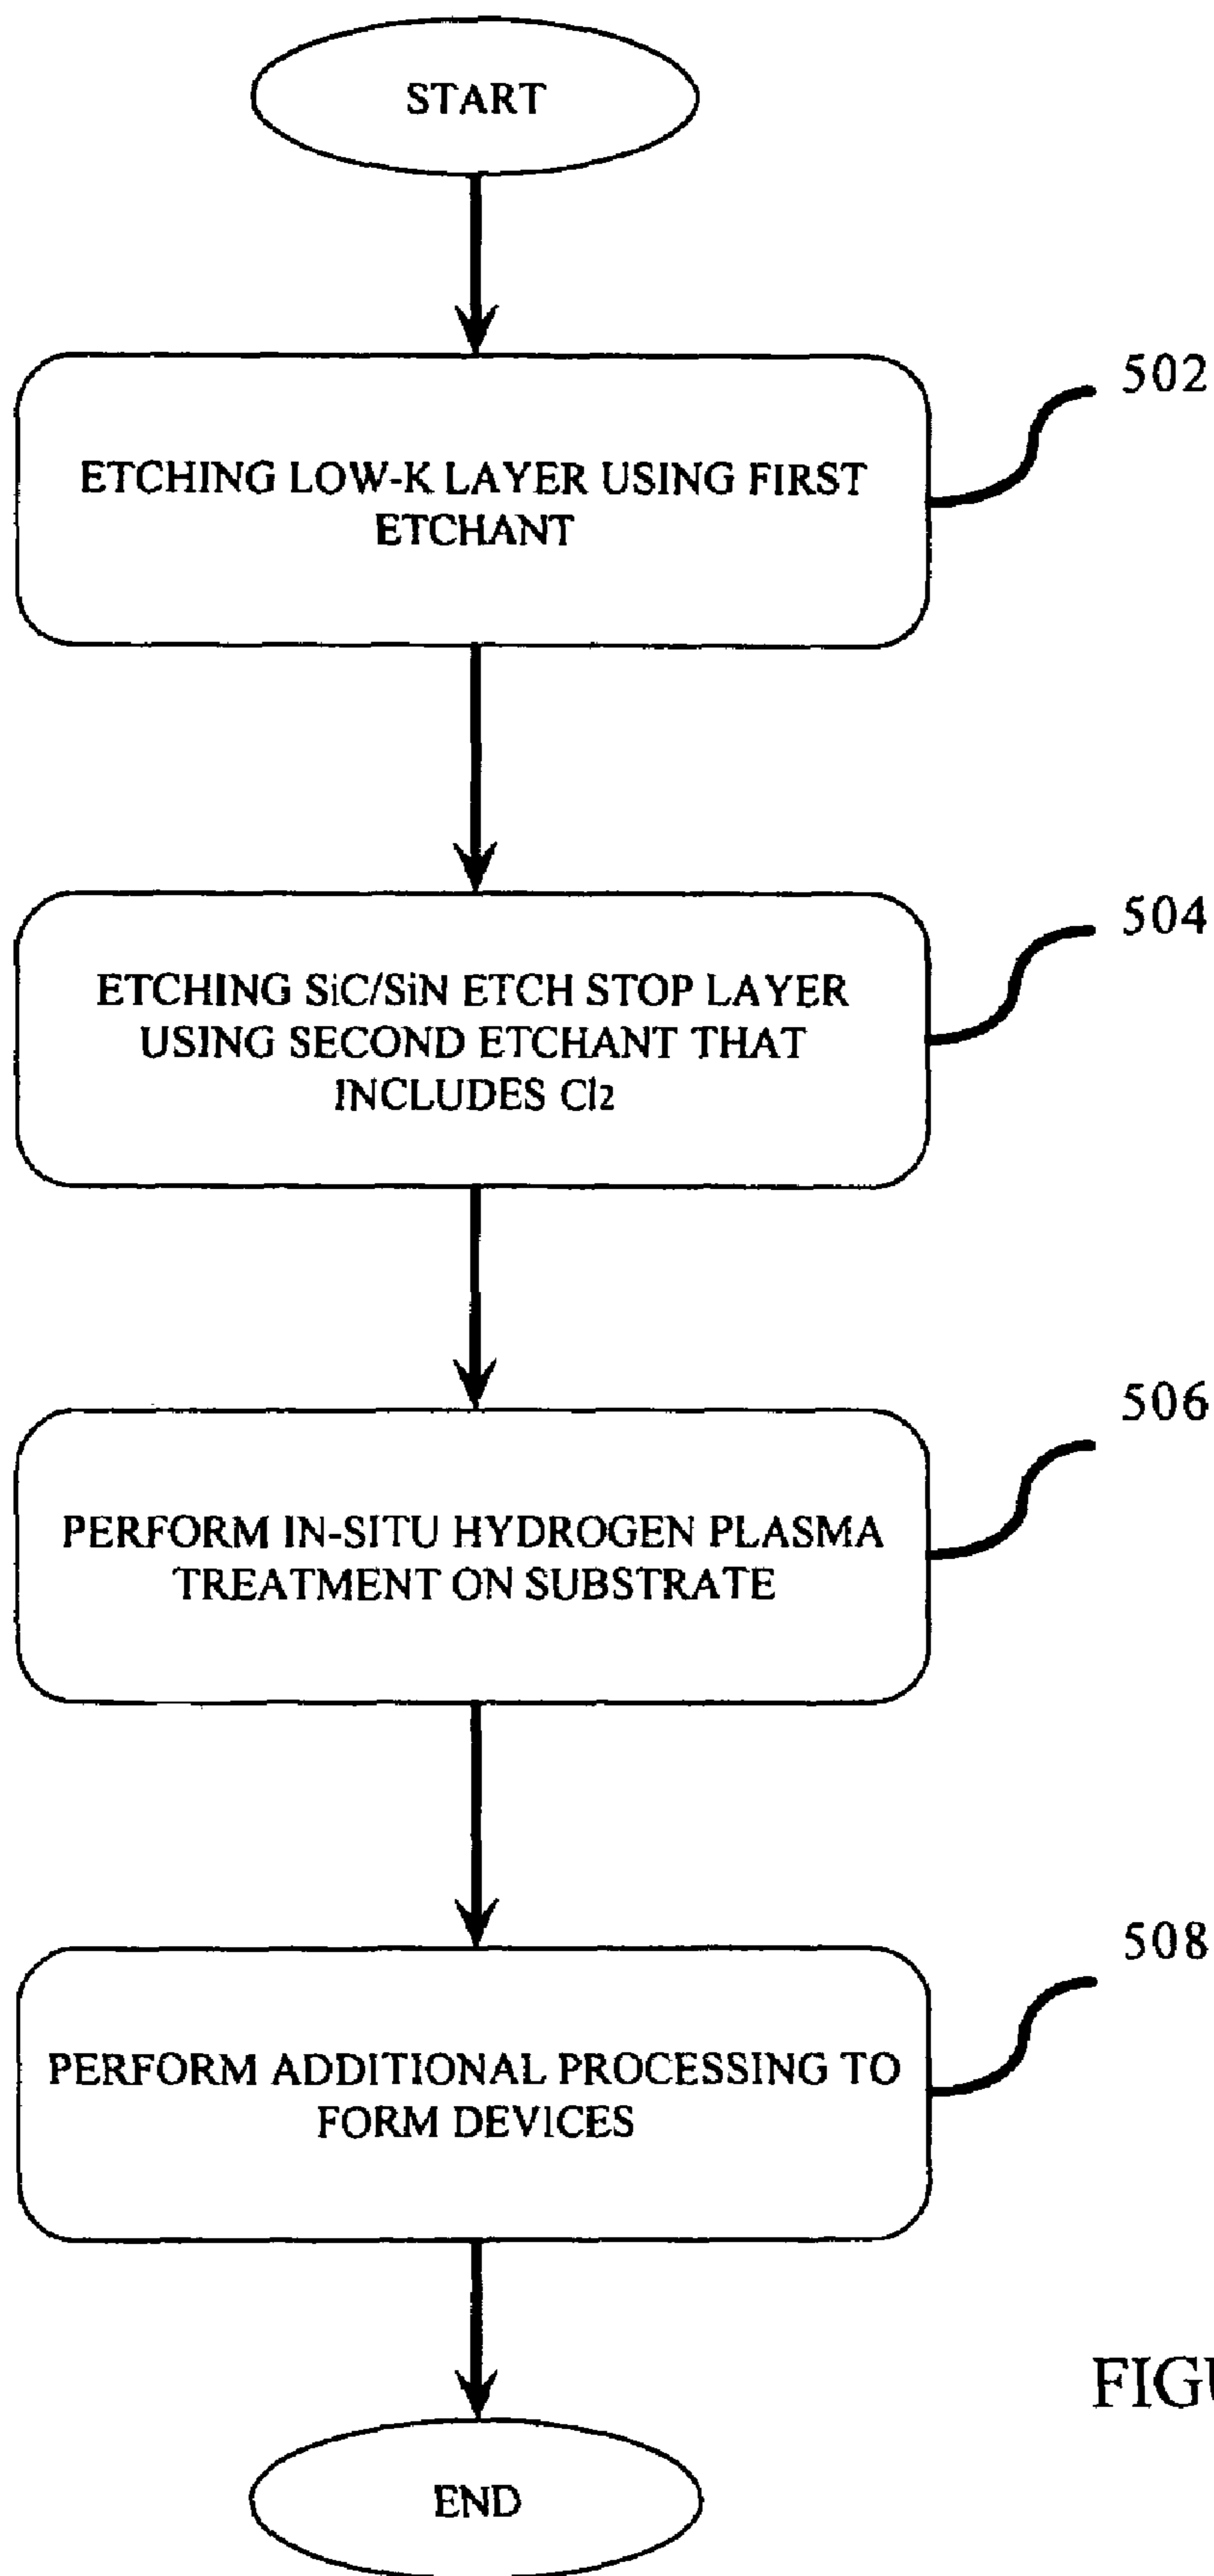 START
502
ETCHING LOW-K LAYER USING FIRST
ETCHANT
504
ETCHING SiC/SiN ETCH STOP LAYER
USING SECOND ETCHANT THAT
INCLUDES Cl2
506
PERFORM IN-SITU HYDROGEN PLASMA
TREATMENT ON SUBSTRATE
508
PERFORM ADDITIONAL PROCESSING TO
FORM DEVICES
END